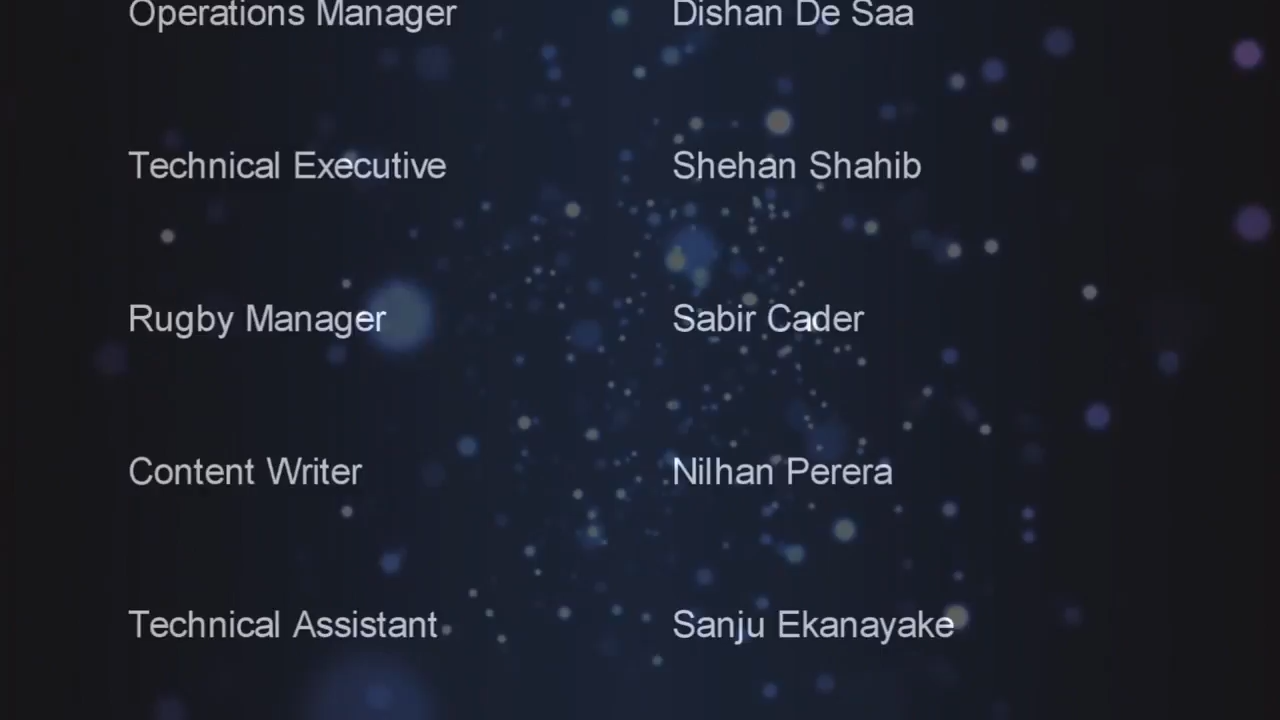 Operations Manager Dishan De Saa
Technical Executive Shehan Shahib
Rugby Manager Sabir Cader
Content Writer Nilhan Perera
Technical Assistant Sanju Ekanayake